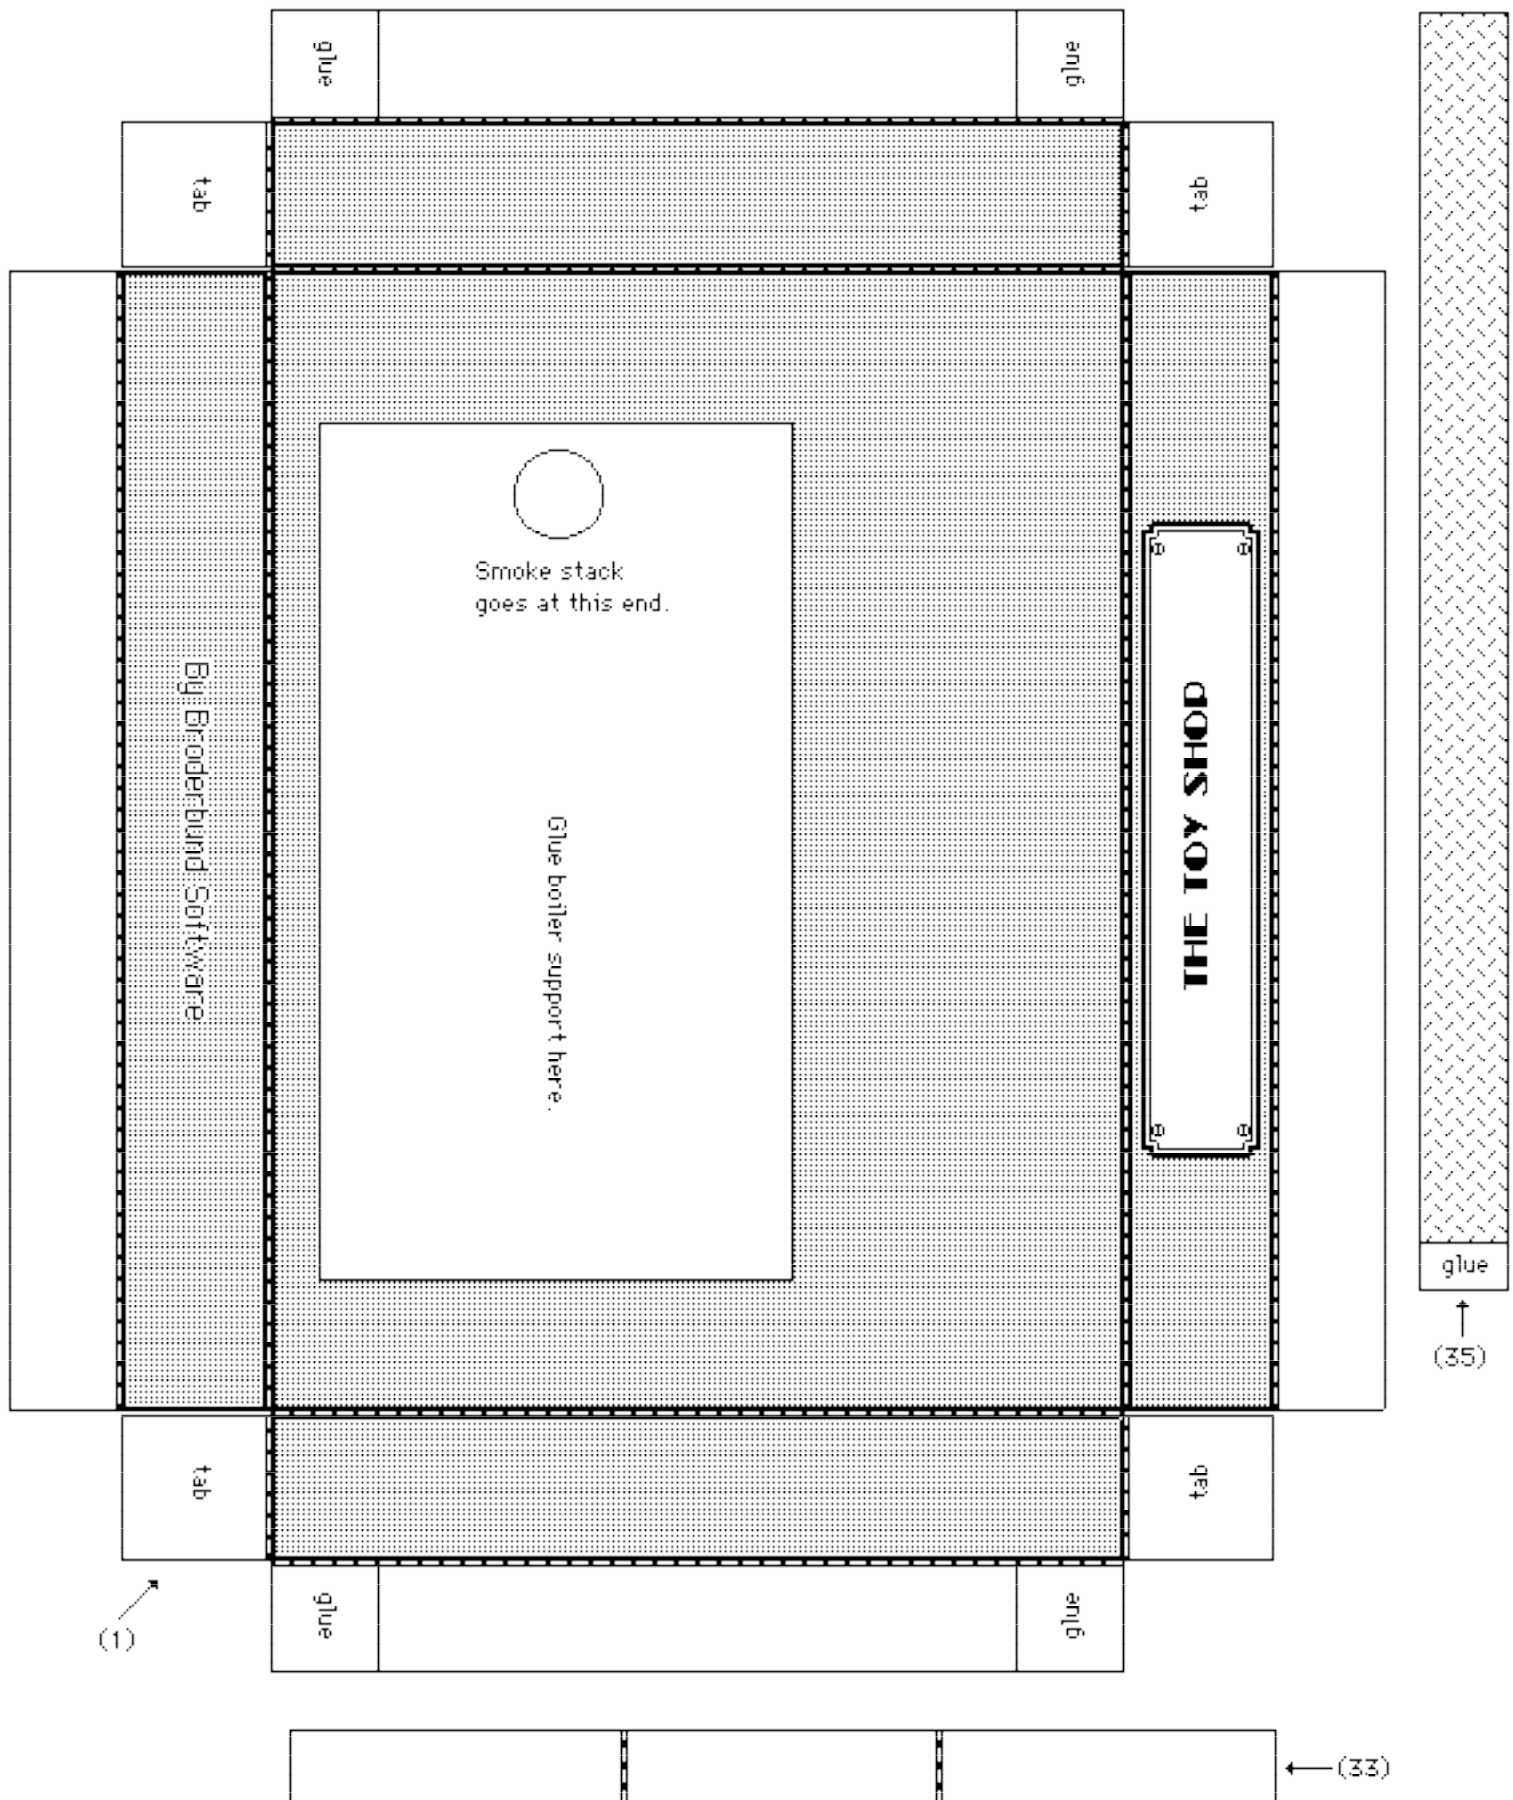 glue
glue
tab
tab
Smoke stack
goes at this end.
By Broderbund Software
Glue boiler support here.
THE TOY SHOP
glue
(35)
tab
tab
(1)
glue
glue
(33)